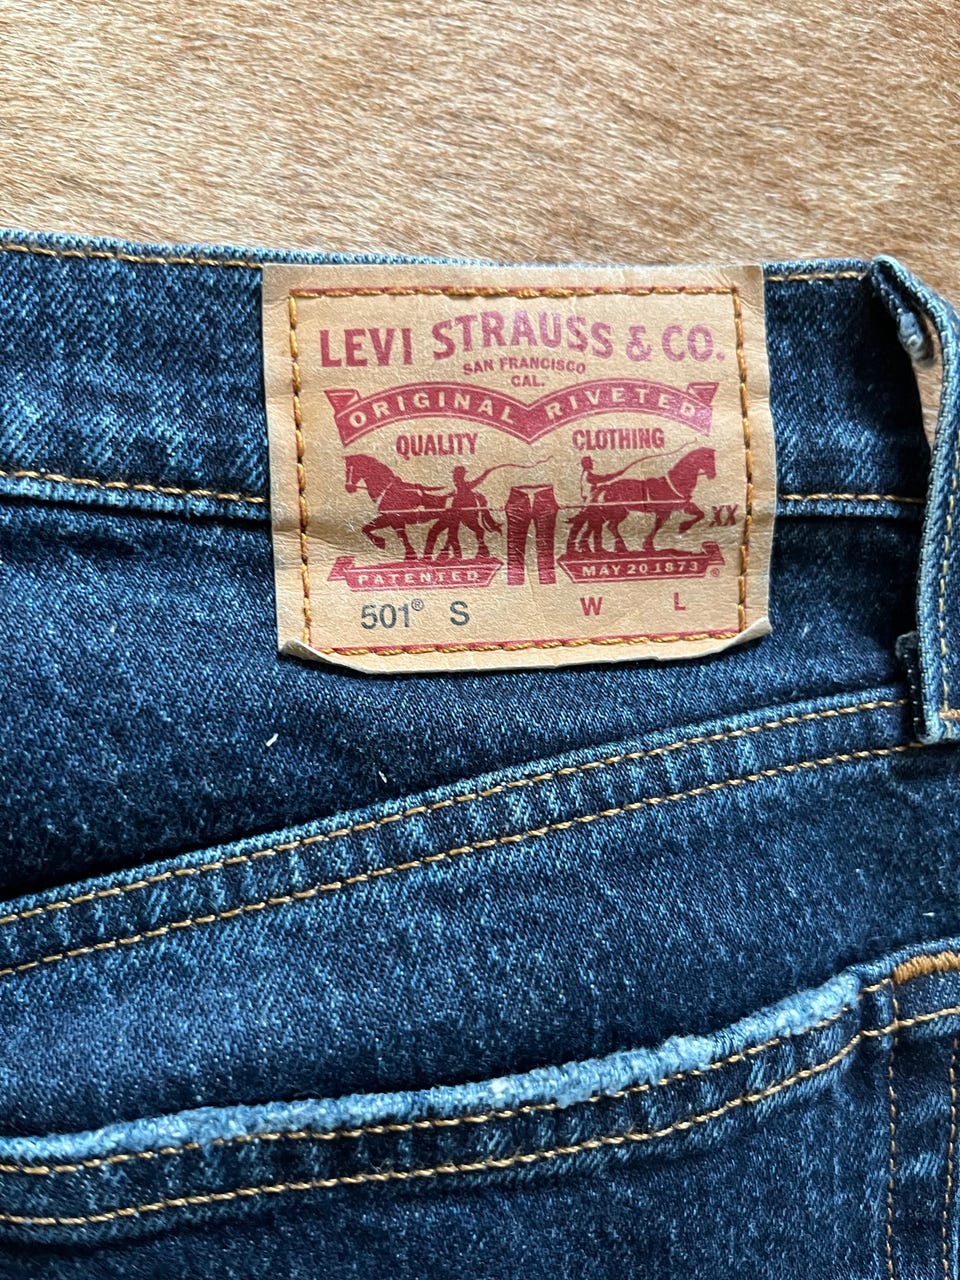 LEVI STRAUSS & CO.
SAN FRANCISCO
CAL.
ORIGINAL RIVETED
QUALITY CLOTHING
XX
PATENTED MAY 20 1873 ®
501® S W L